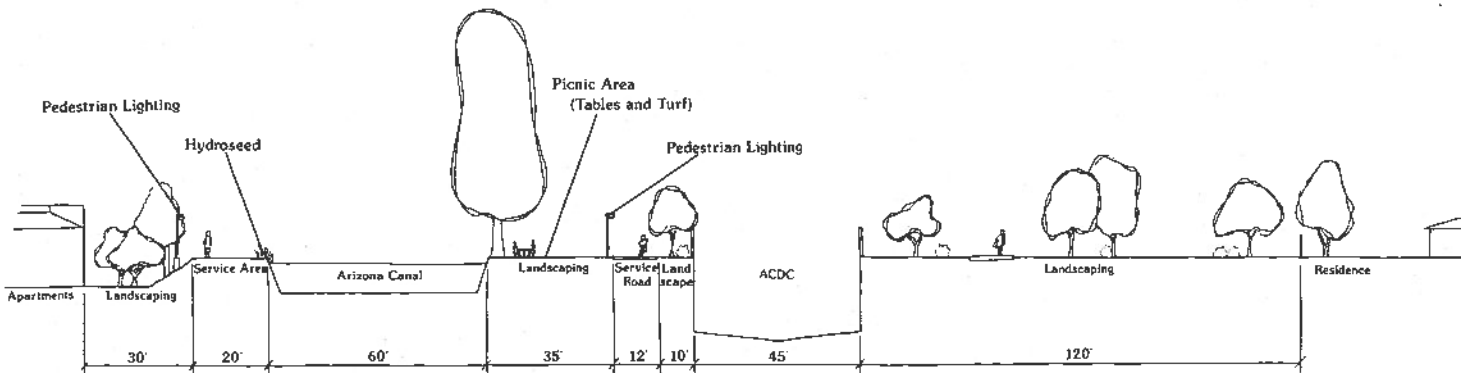 Picnic Area
(Tables and Turf)
Pedestrian Lighting
Hydroseed
Pedestrian Lighting
Service Area
Arizona Canal
Landscaping
Service
Road
Land
scape
ACDC
Landscaping
Residence
Apartments
Landscaping
30'
20'
60'
35'
12'
10'
45'
120'